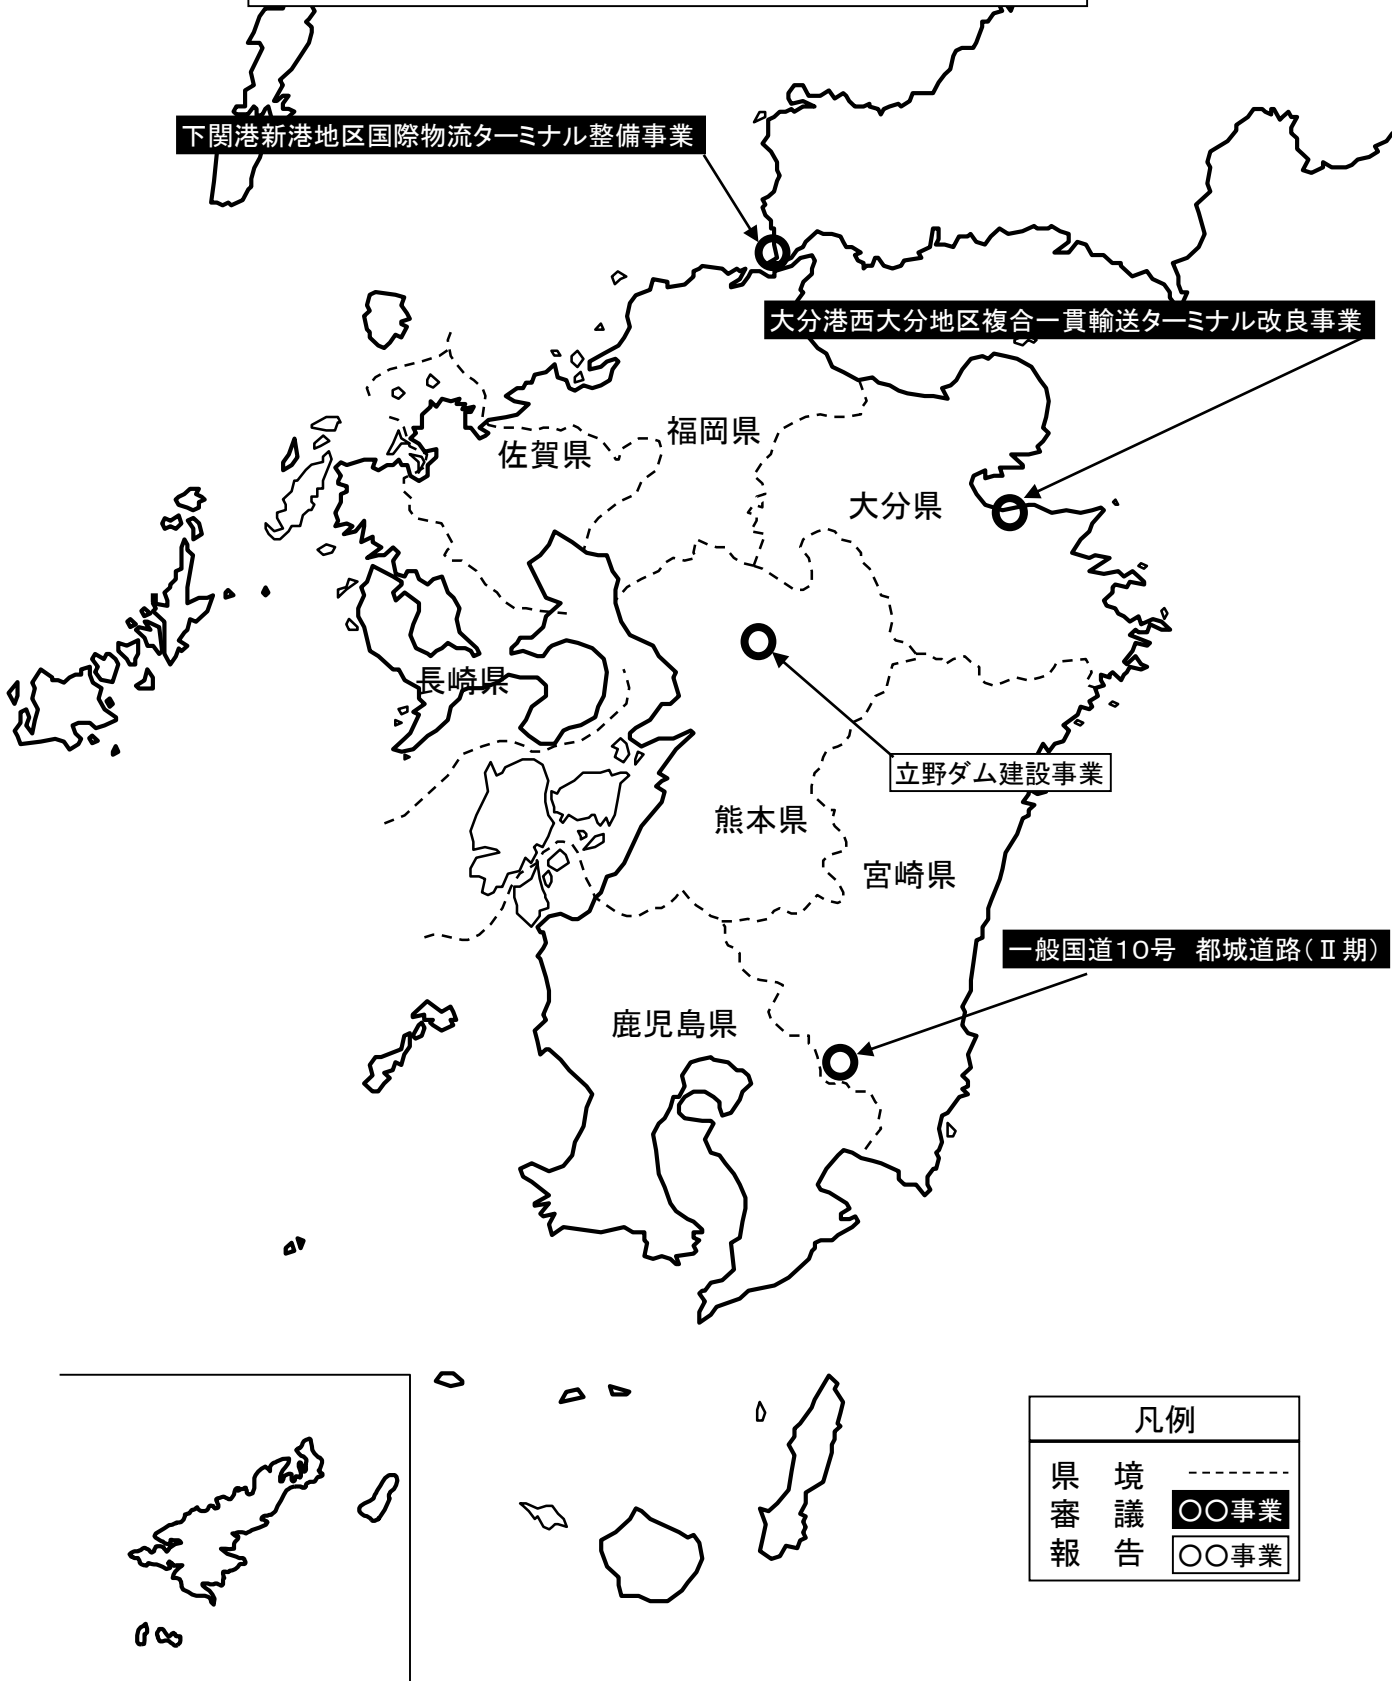 下関港新港地区国際物流ターミナル整備事業
大分港西大分地区複合一貫輸送ターミナル改良事業
福岡県
佐賀県
大分県
長崎県
立野ダム建設事業
熊本県
宮崎県
一般国道10号 都城道路(Ⅱ期)
鹿児島県
凡例
県 境
審 議 ○○事業
報 告 ○○事業